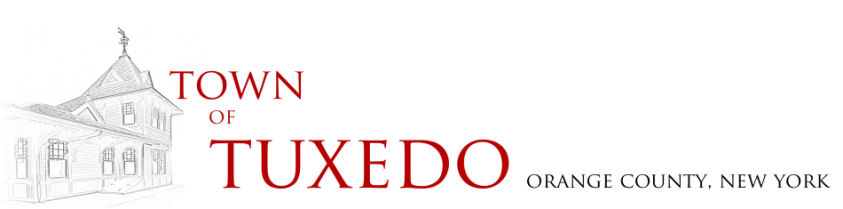 TOWN
OF
TUXEDO
ORANGE COUNTY, NEW YORK